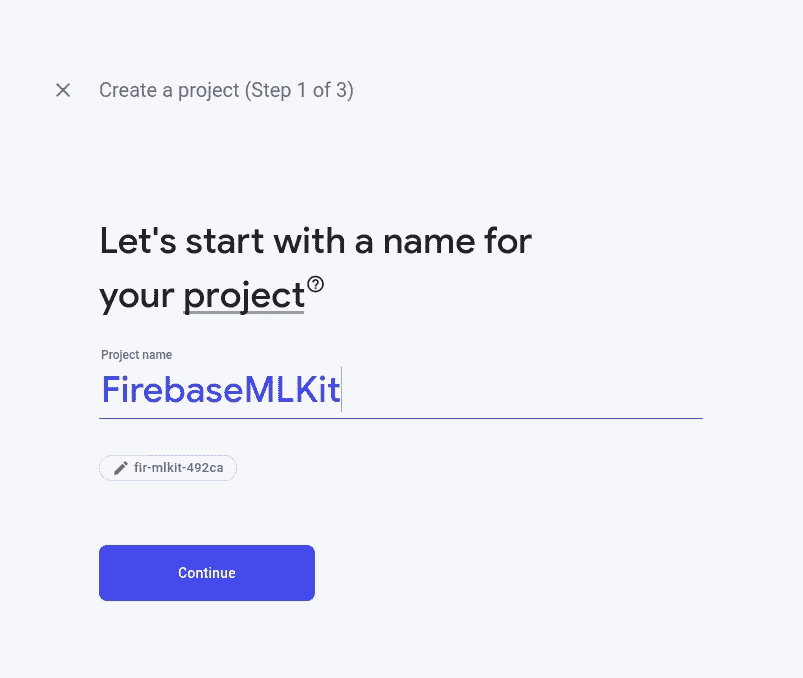 Create a project (Step 1 of 3)
Let's start with a name for
your project
Project name
FirebaseMLKit
fir-mlkit-492ca
Continue